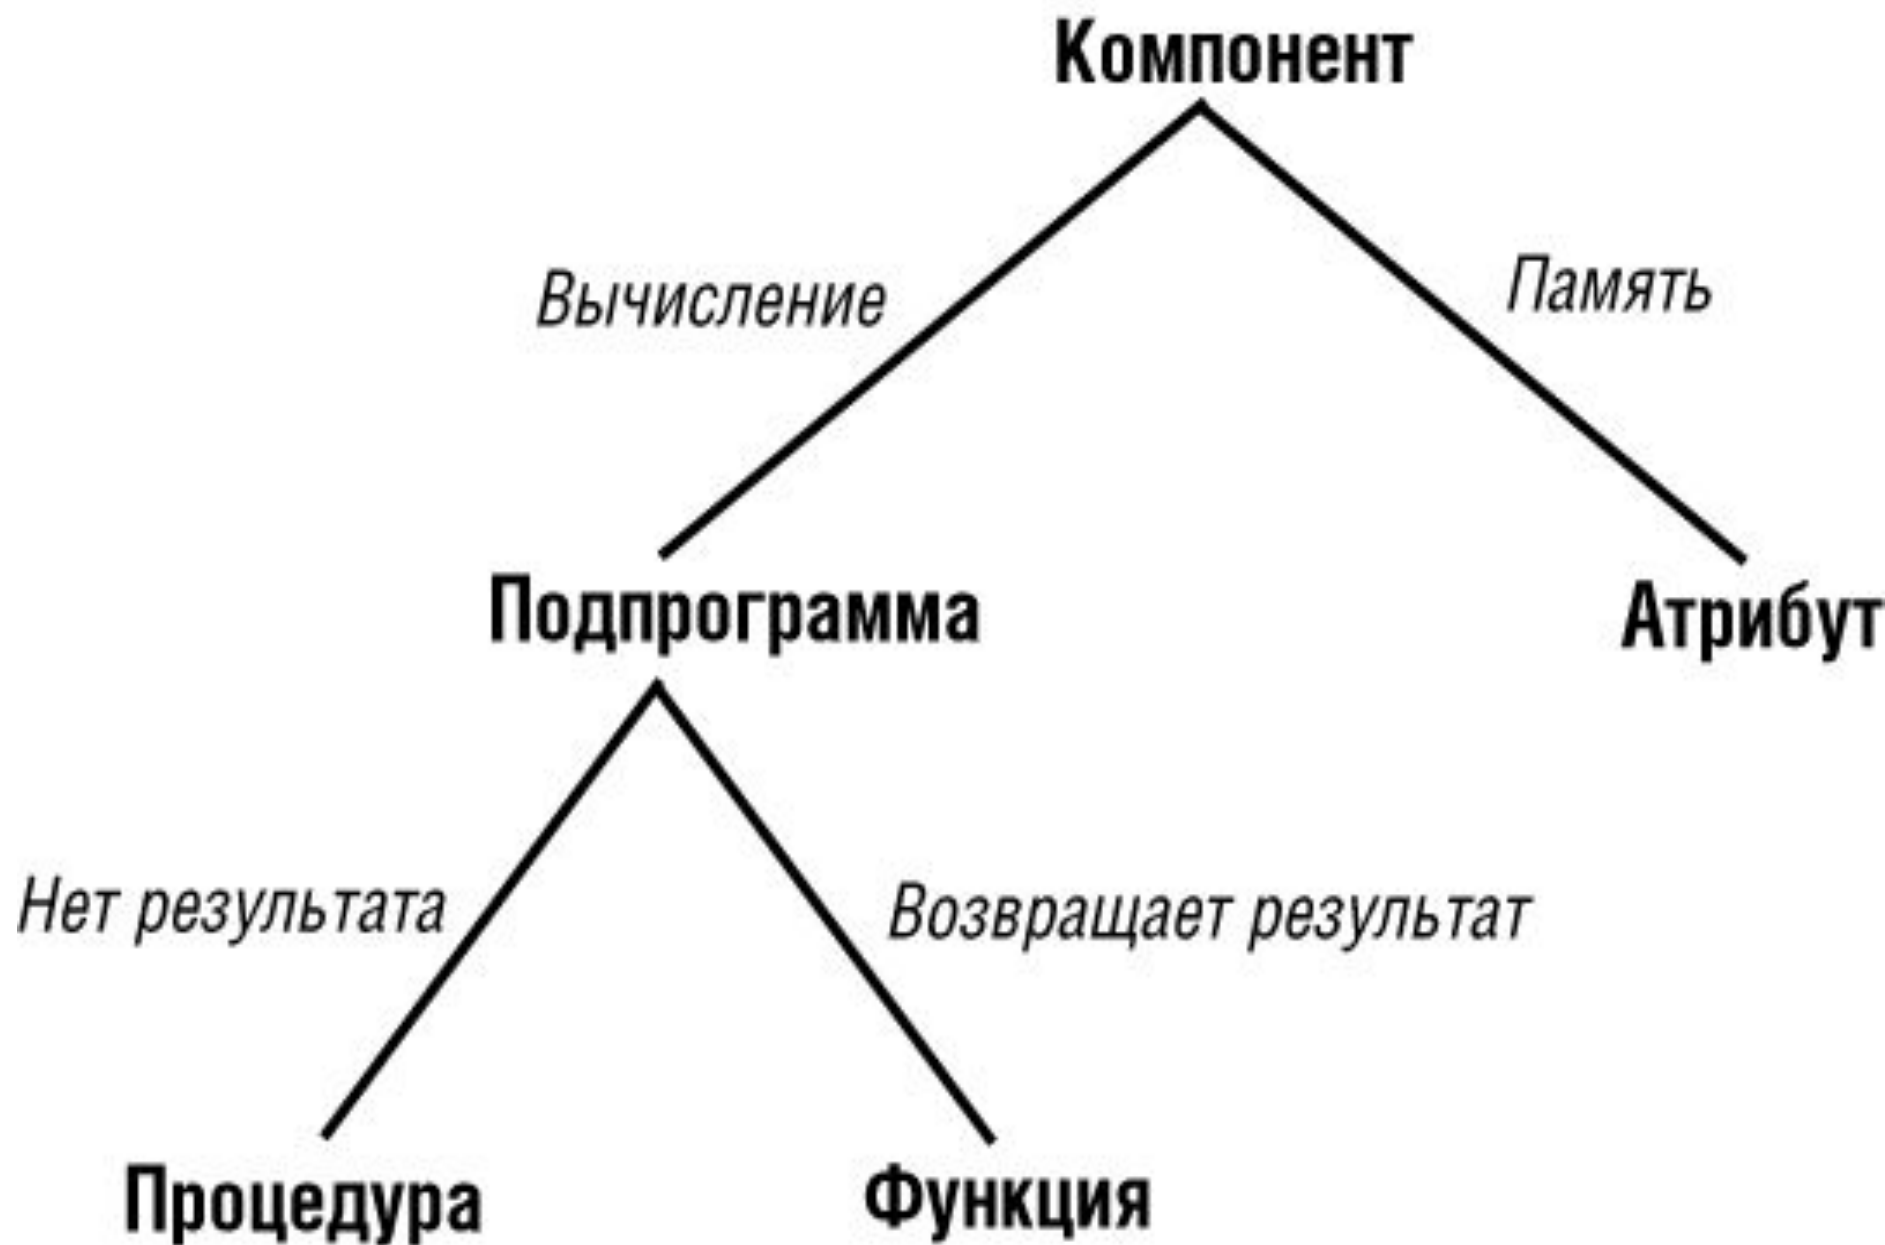 Компонент
Вычисление
Память
Подпрограмма
Атрибут
Нет результата
Возвращает результат
Процедура
Функция